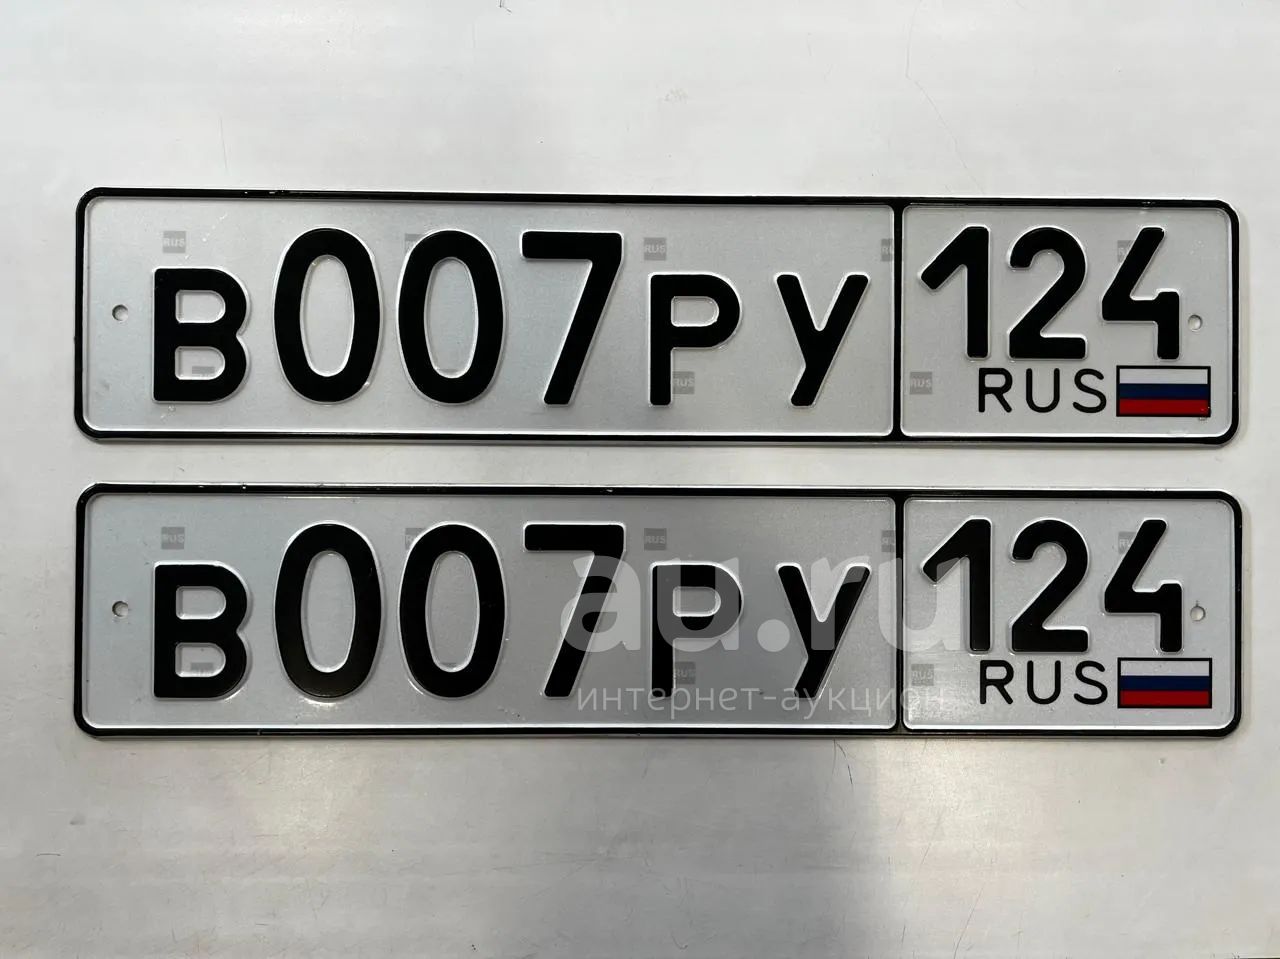 В007РУ 124
RUS
В007РУ 124
RUS
au.ru
интернет-аукцион